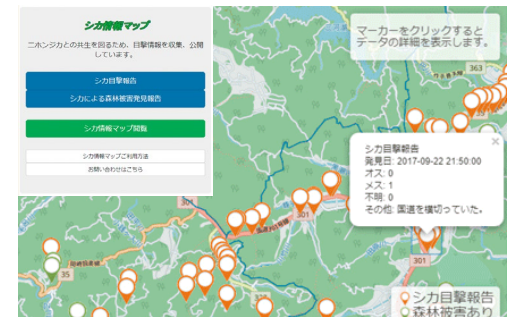 シカ情報マップ
ニホンジカとの共生を図るため、目撃情報を収集、公開
しています。
シカ目撃報告
シカによる森林被害発見報告
シカ情報マップ閲覧
シカ情報マップご利用方法
お問い合わせはこちら
マーカーをクリックすると
データの詳細を表示します。
363
シカ目撃報告
発見日: 2017-09-22 21:50:00
オス: 0
メス: 1
不明: 0
その他: 国道を横切っていた。
×
301
301
301
35
シカ目撃報告
森林被害あり